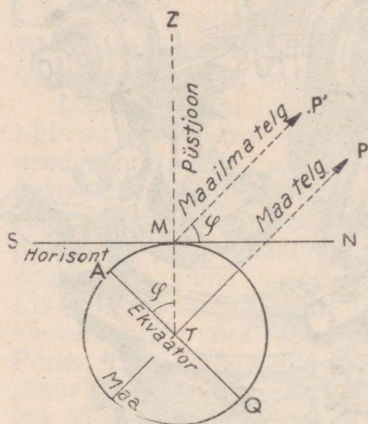 Z
Püstjoon
Maailma telg
P'
Maa telg
P
φ
S
M
N
Horisont
A
φ
Ekvaator
T
Maa
Q